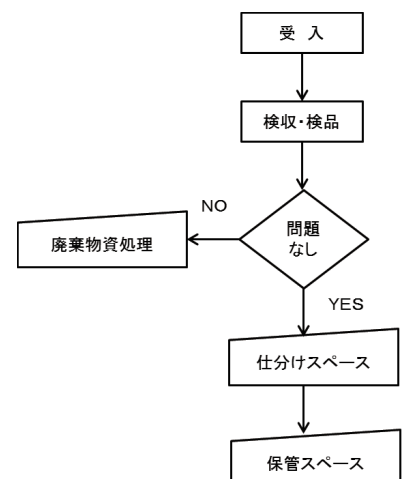 受 入
検収・検品
問題
なし
NO
廃棄物資処理
YES
仕分けスペース
保管スペース